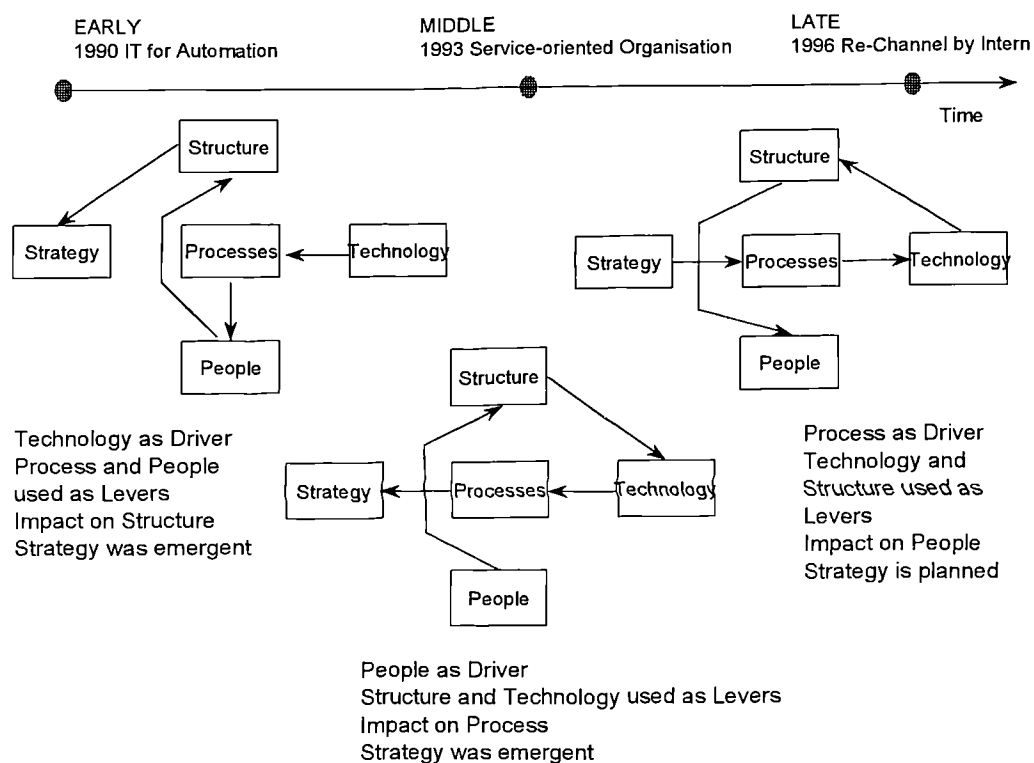 EARLY
1990 IT for Automation
MIDDLE
1993 Service-oriented Organisation
LATE
1996 Re-Channel by Intern
Time
Structure
Strategy
Processes
Technology
People
Technology as Driver
Process and People
used as Levers
Impact on Structure
Strategy was emergent
Structure
Strategy
Processes
Technology
People
People as Driver
Structure and Technology used as Levers
Impact on Process
Strategy was emergent
Structure
Strategy
Processes
Technology
People
Process as Driver
Technology and
Structure used as
Levers
Impact on People
Strategy is planned